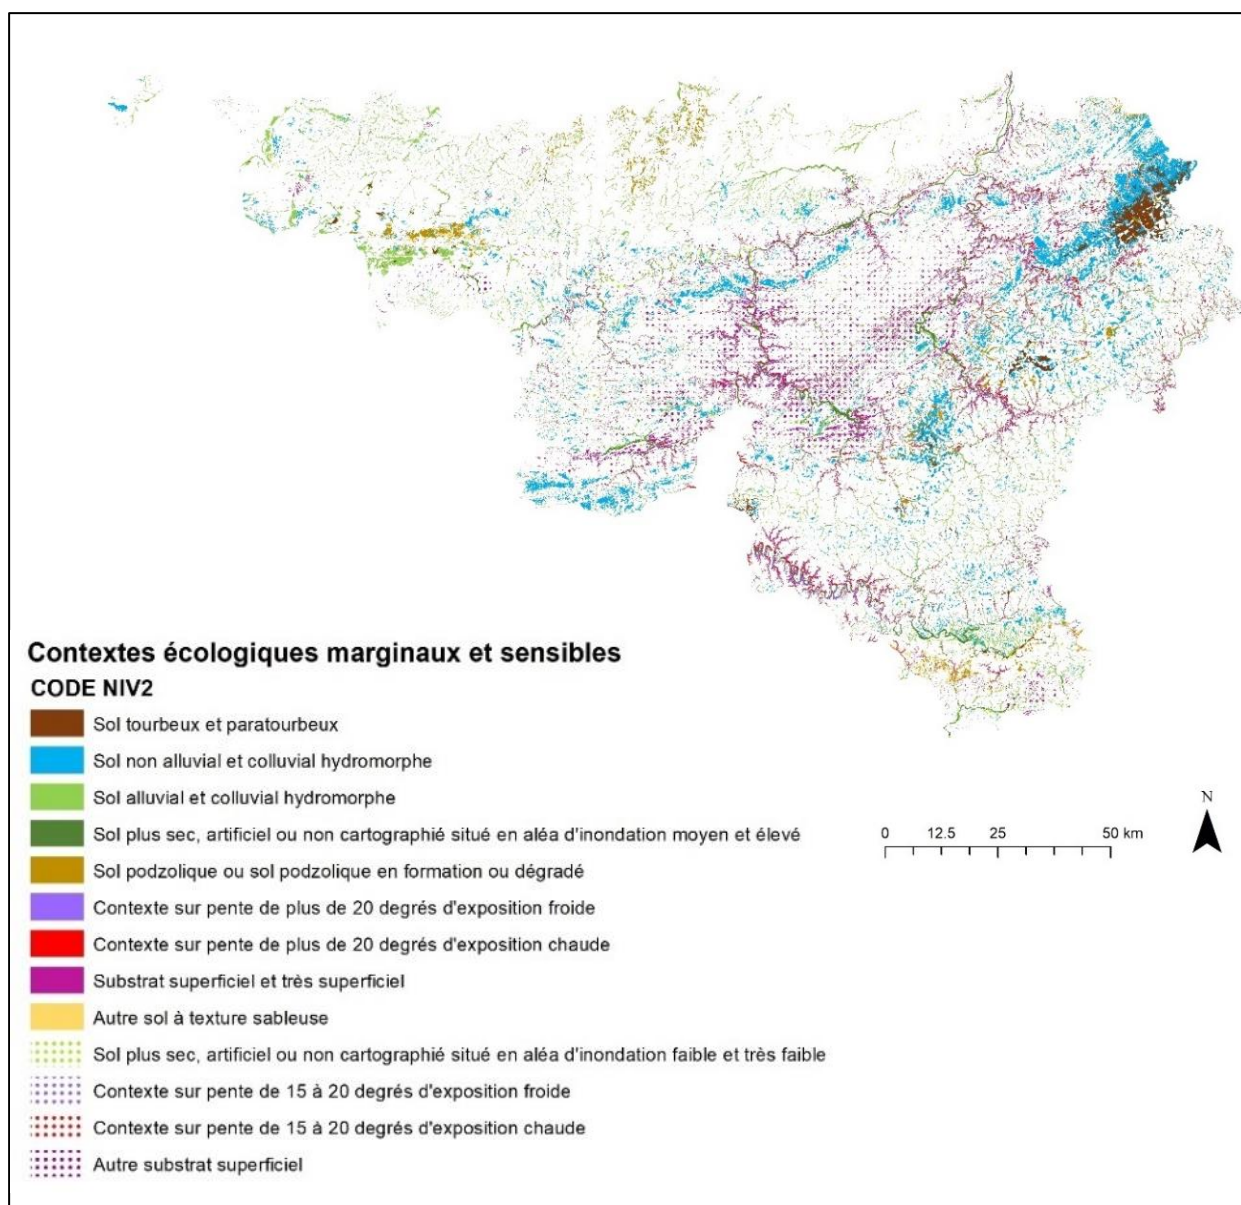 Contextes écologiques marginaux et sensibles
CODE NIV2
Sol tourbeux et paratourbeux
Sol non alluvial et colluvial hydromorphe
Sol alluvial et colluvial hydromorphe
Sol plus sec, artificiel ou non cartographié situé en aléa d'inondation moyen et élevé
Sol podzolique ou sol podzolique en formation ou dégradé
Contexte sur pente de plus de 20 degrés d'exposition froide
Contexte sur pente de plus de 20 degrés d'exposition chaude
Substrat superficiel et très superficiel
Autre sol à texture sableuse
Sol plus sec, artificiel ou non cartographié situé en aléa d'inondation faible et très faible
Contexte sur pente de 15 à 20 degrés d'exposition froide
Contexte sur pente de 15 à 20 degrés d'exposition chaude
Autre substrat superficiel
0 12.5 25 50 km
N